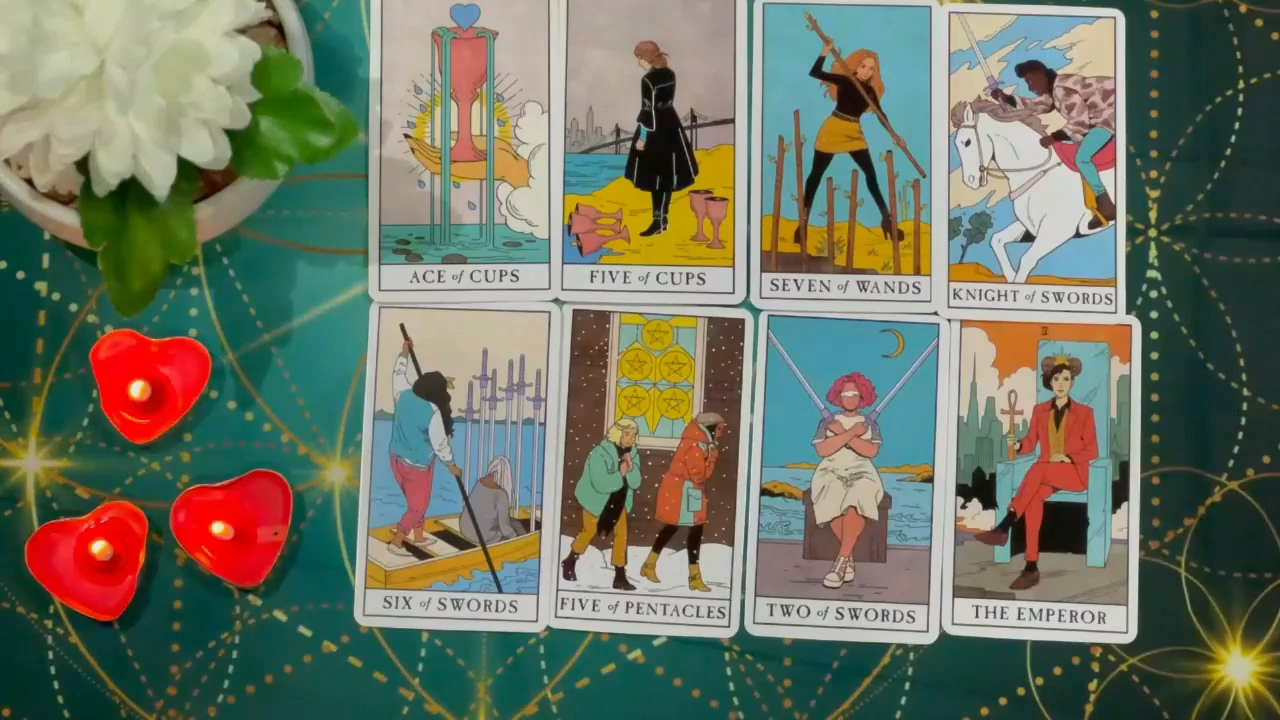 ACE of CUPS
FIVE of CUPS
SEVEN of WANDS
KNIGHT of SWORDS
IV
SIX of SWORDS
FIVE of PENTACLES
TWO of SWORDS
THE EMPEROR